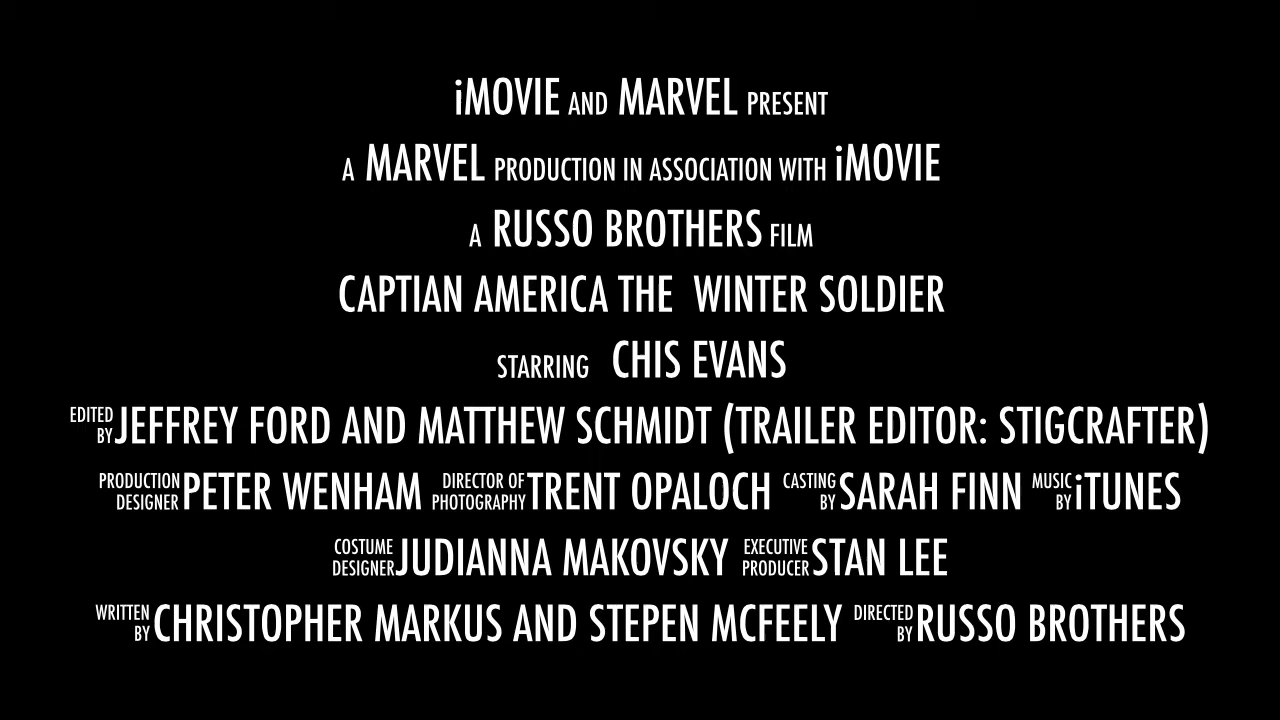 iMOVIE AND MARVEL PRESENT
A MARVEL PRODUCTION IN ASSOCIATION WITH iMOVIE
A RUSSO BROTHERS FILM
CAPTIAN AMERICA THE WINTER SOLDIER
STARRING CHIS EVANS
EDITED BY JEFFREY FORD AND MATTHEW SCHMIDT (TRAILER EDITOR: STIGCRAFTER)
PRODUCTION DESIGNER PETER WENHAM DIRECTOR OF PHOTOGRAPHY TRENT OPALOCH CASTING BY SARAH FINN MUSIC BY iTUNES
COSTUME DESIGNER JUDIANNA MAKOVSKY EXECUTIVE PRODUCER STAN LEE
WRITTEN BY CHRISTOPHER MARKUS AND STEPEN MCFEELY DIRECTED BY RUSSO BROTHERS